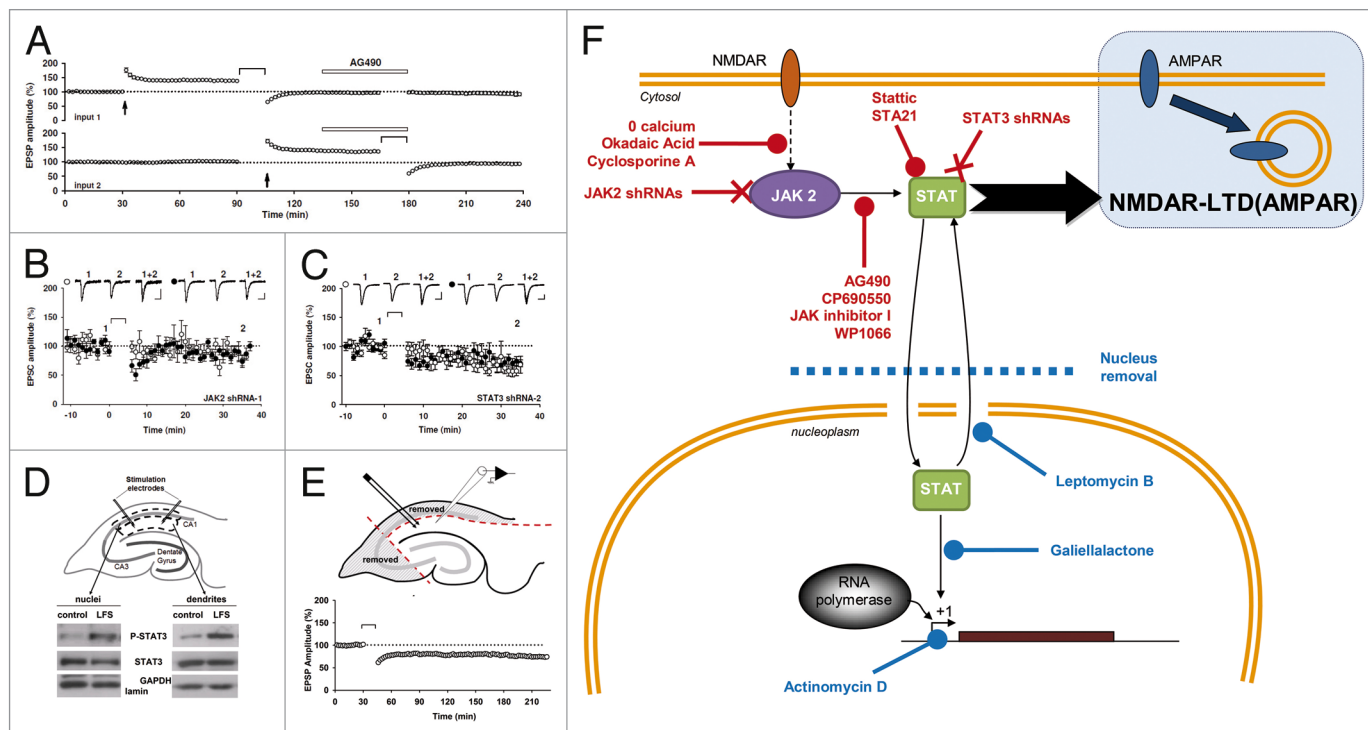 A
AG490
EPSP amplitude (%)
200
150
100
50
0
input 1
200
150
100
50
0
input 2
0 30 60 90 120 150 180 210 240
Time (min)
B
1 2 1+2 1 2 1+2
EPSC amplitude (%)
200
150
100
50
0
1
2
JAK2 shRNA-1
-10 0 10 20 30 40
Time (min)
C
1 2 1+2 1 2 1+2
EPSC amplitude (%)
200
150
100
50
0
1
2
STAT3 shRNA-2
-10 0 10 20 30 40
Time (min)
D
Stimulation
electrodes
CA1
Dentate
Gyrus
CA3
nuclei
dendrites
control LFS
control LFS
P-STAT3
STAT3
GAPDH
lamin
E
removed
removed
EPSP Amplitude (%)
200
150
100
50
0
0 30 60 90 120 150 180 210
Time (min)
F
NMDAR
AMPAR
Cytosol
Stattic
STA21
STAT3 shRNAs
0 calcium
Okadaic Acid
Cyclosporine A
JAK2 shRNAs
JAK 2
STAT
NMDAR-LTD(AMPAR)
AG490
CP690550
JAK inhibitor I
WP1066
Nucleus
removal
nucleoplasm
STAT
Leptomycin B
Galiellalactone
RNA
polymerase
+1
Actinomycin D